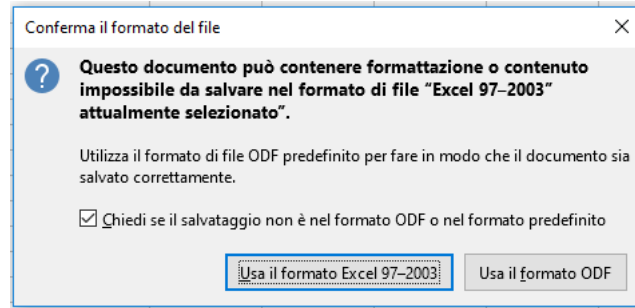 Conferma il formato del file
Questo documento può contenere formattazione o contenuto
impossibile da salvare nel formato di file “Excel 97–2003”
attualmente selezionato”.
Utilizza il formato di file ODF predefinito per fare in modo che il documento sia
salvato correttamente.
Chiedi se il salvataggio non è nel formato ODF o nel formato predefinito
Usa il formato Excel 97–2003 Usa il formato ODF